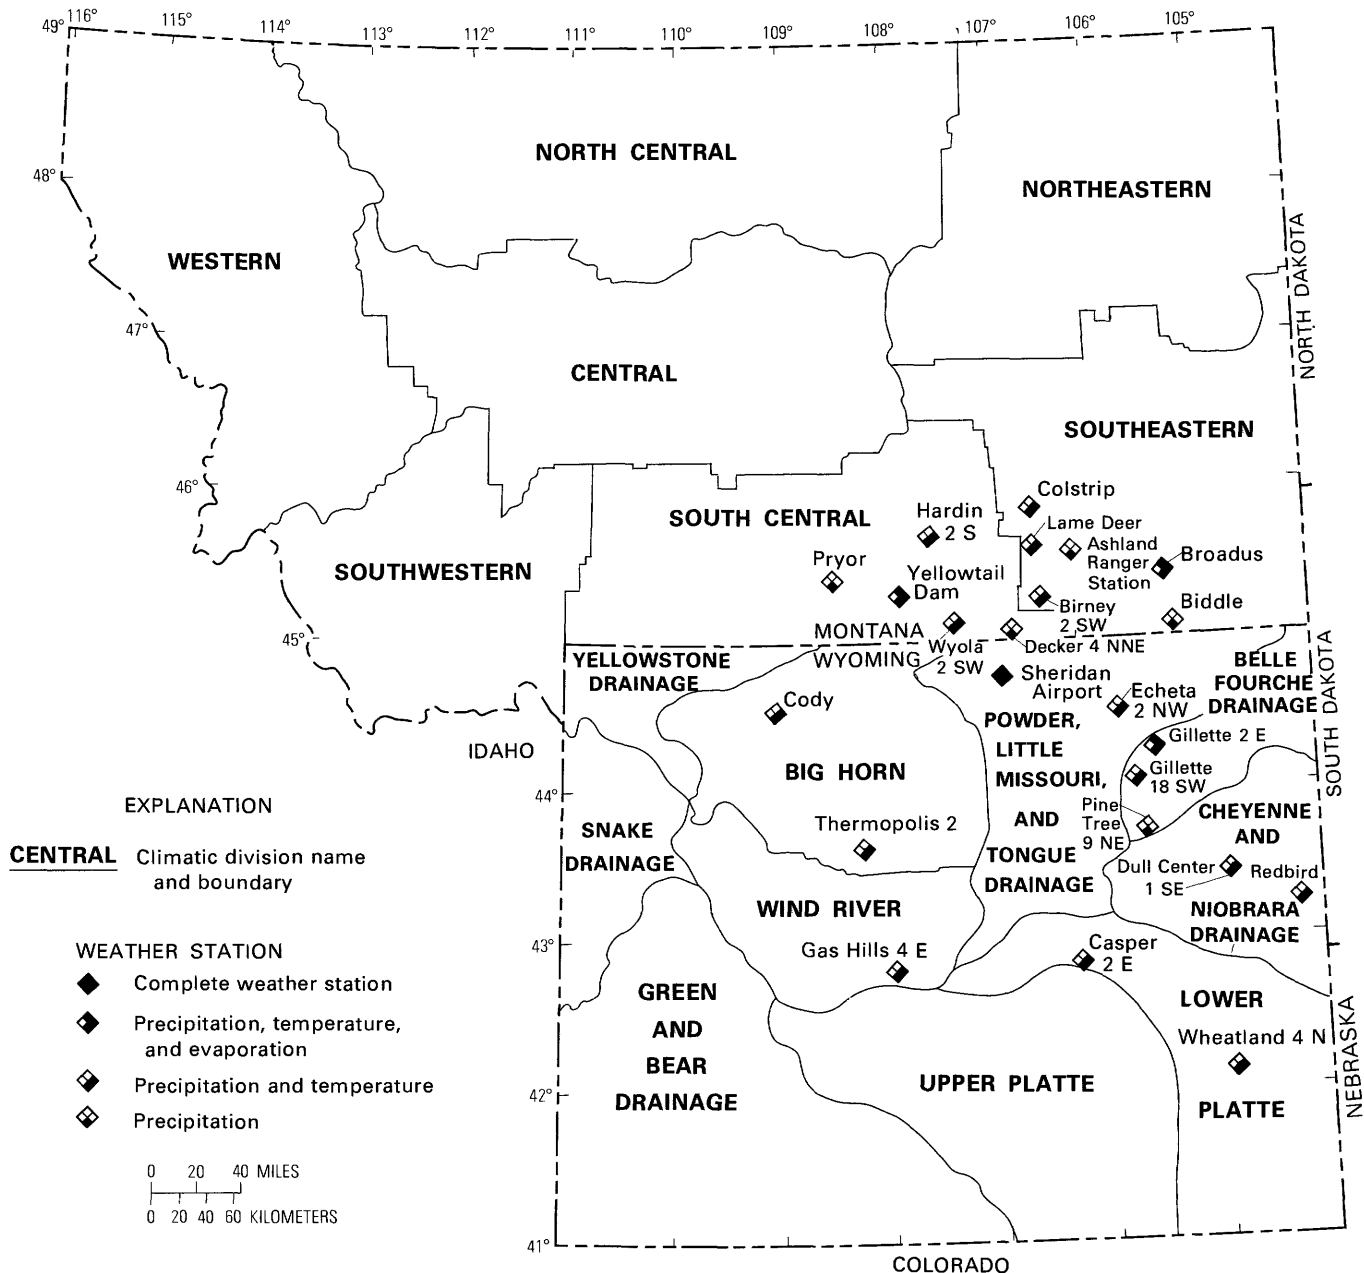 116°
115°
114°
113°
112°
111°
110°
109°
108°
107°
106°
105°
49°
48°
47°
46°
45°
44°
43°
42°
41°
NORTH CENTRAL
NORTHEASTERN
WESTERN
CENTRAL
SOUTHEASTERN
SOUTH CENTRAL
SOUTHWESTERN
NORTH DAKOTA
SOUTH DAKOTA
NEBRASKA
COLORADO
IDAHO
MONTANA
WYOMING
Colstrip
Hardin
2 S
Lame Deer
Ashland
Ranger
Station
Broadus
Pryor
Yellowtail
Dam
Birney
2 SW
Biddle
Wyola
2 SW
Decker 4 NNE
YELLOWSTONE
DRAINAGE
Sheridan
Airport
BELLE
FOURCHE
DRAINAGE
Cody
Echeta
2 NW
POWDER,
LITTLE
MISSOURI,
AND
TONGUE
DRAINAGE
Gillette 2 E
Gillette
18 SW
BIG HORN
Pine
Tree
9 NE
CHEYENNE
AND
NIOBRARA
DRAINAGE
SNAKE
DRAINAGE
Thermopolis 2
Dull Center
1 SE
Redbird
WIND RIVER
Gas Hills 4 E
Casper
2 E
GREEN
AND
BEAR
DRAINAGE
LOWER
PLATTE
Wheatland 4 N
UPPER PLATTE
EXPLANATION
CENTRAL Climatic division name
and boundary
WEATHER STATION
Complete weather station
Precipitation, temperature,
and evaporation
Precipitation and temperature
Precipitation
0 20 40 MILES
0 20 40 60 KILOMETERS